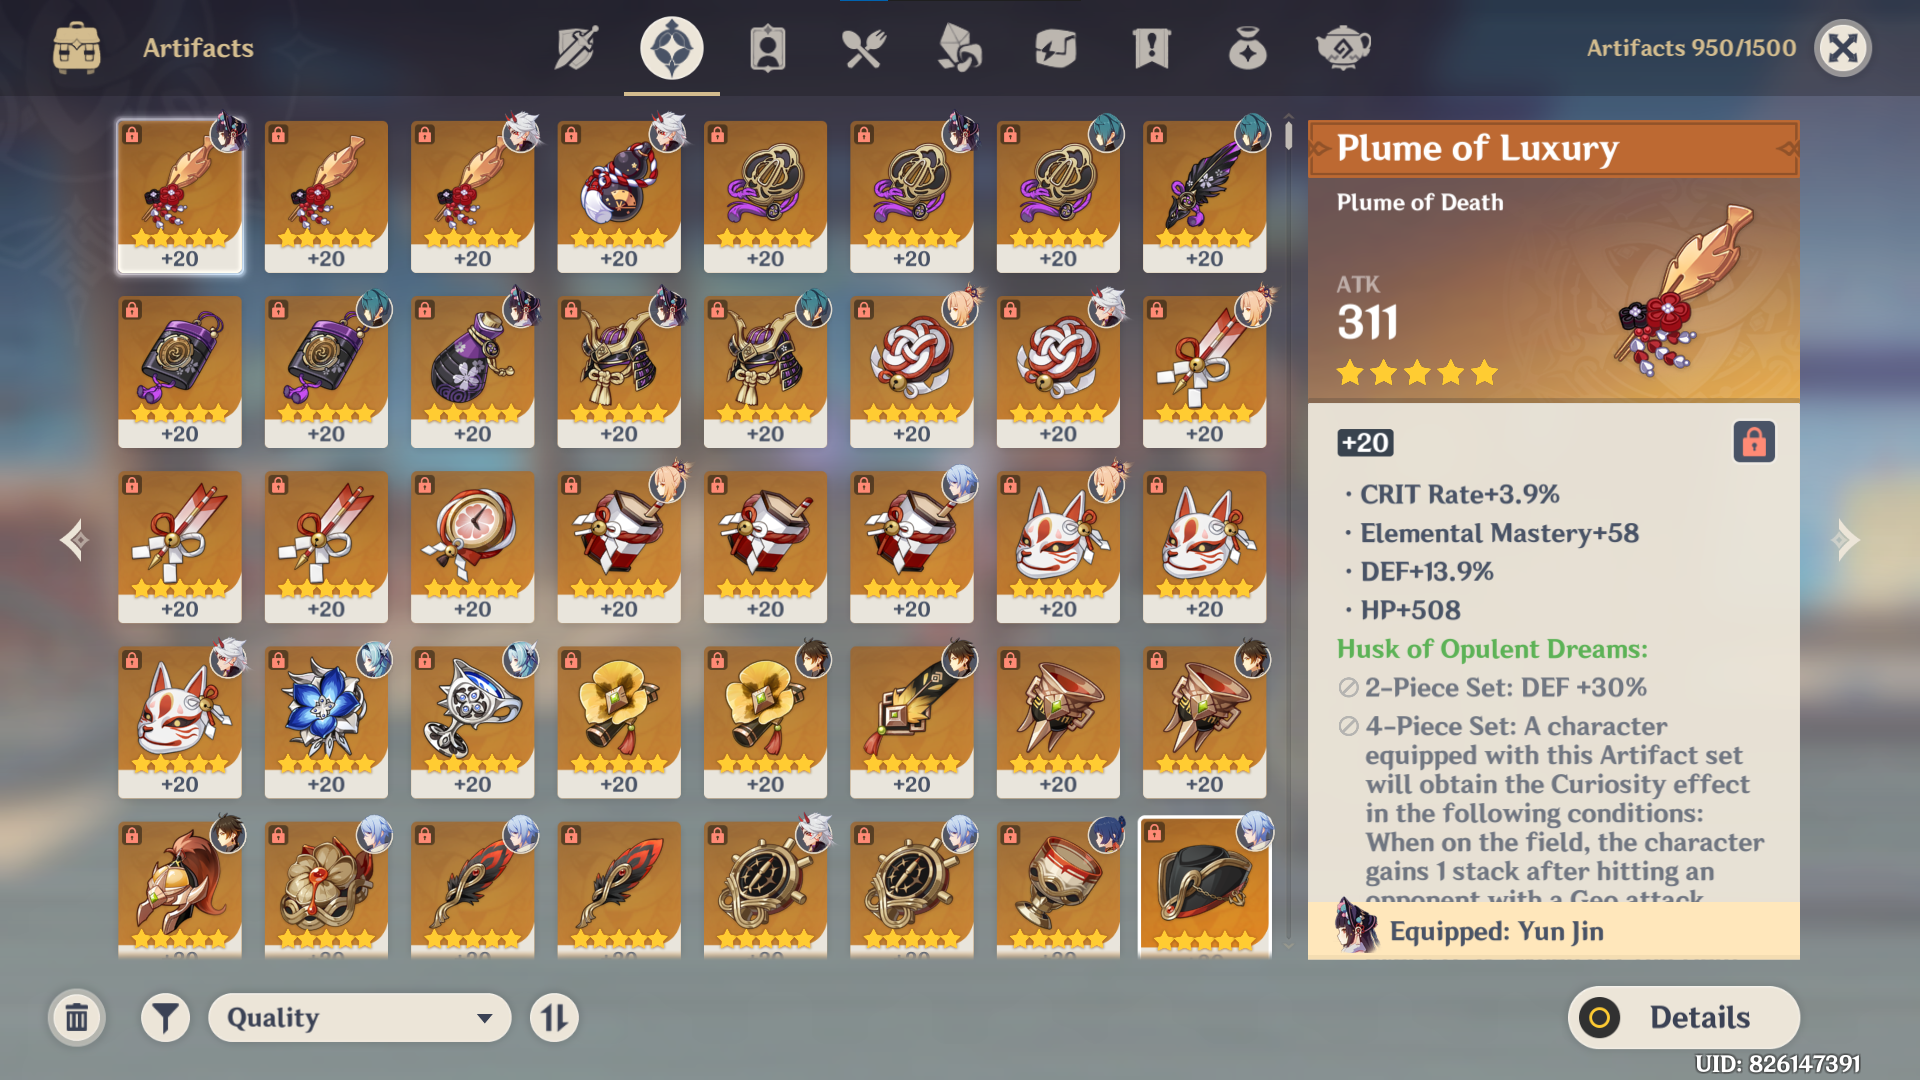 Artifacts
Artifacts 950/1500
+20 +20 +20 +20 +20 +20 +20 +20
+20 +20 +20 +20 +20 +20 +20 +20
+20 +20 +20 +20 +20 +20 +20 +20
+20 +20 +20 +20 +20 +20 +20 +20
Plume of Luxury
Plume of Death
ATK
311
+20
· CRIT Rate+3.9%
· Elemental Mastery+58
· DEF+13.9%
· HP+508
Husk of Opulent Dreams:
2-Piece Set: DEF +30%
4-Piece Set: A character
equipped with this Artifact set
will obtain the Curiosity effect
in the following conditions:
When on the field, the character
gains 1 stack after hitting an
opponent with a Geo attack
Equipped: Yun Jin
Quality
Details
UID: 826147391